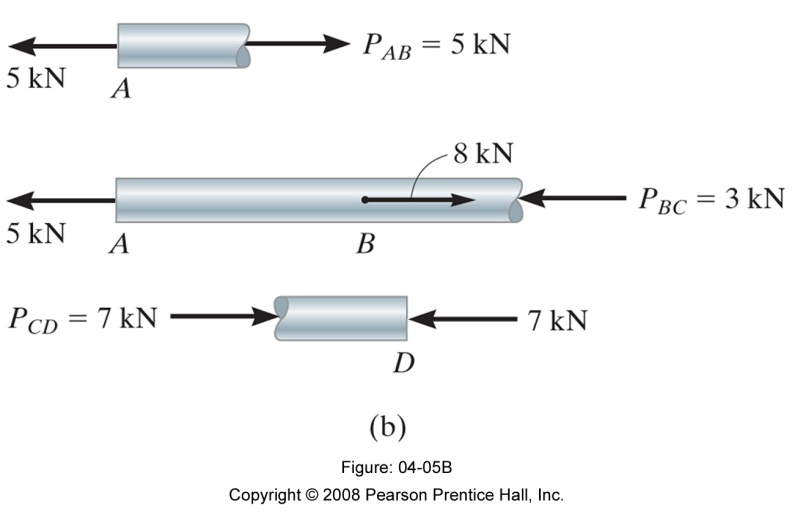 P_AB = 5 kN
5 kN
A
8 kN
P_BC = 3 kN
5 kN
A
B
P_CD = 7 kN
7 kN
D
(b)
Figure: 04-05B
Copyright © 2008 Pearson Prentice Hall, Inc.